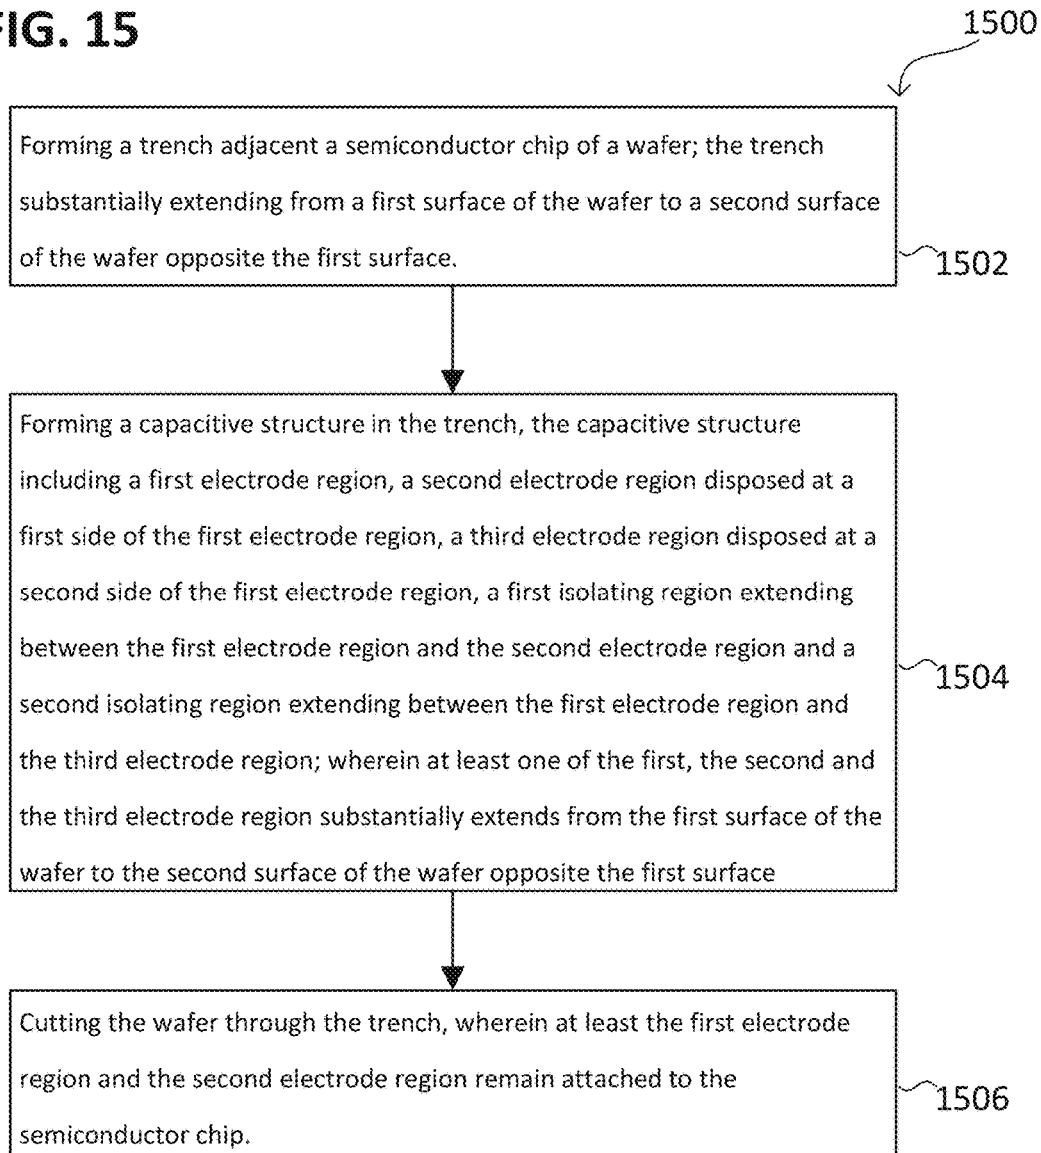 FIG. 15
1500
Forming a trench adjacent a semiconductor chip of a wafer; the trench
substantially extending from a first surface of the wafer to a second surface
of the wafer opposite the first surface.
1502
Forming a capacitive structure in the trench, the capacitive structure
including a first electrode region, a second electrode region disposed at a
first side of the first electrode region, a third electrode region disposed at a
second side of the first electrode region, a first isolating region extending
between the first electrode region and the second electrode region and a
second isolating region extending between the first electrode region and
the third electrode region; wherein at least one of the first, the second and
the third electrode region substantially extends from the first surface of the
wafer to the second surface of the wafer opposite the first surface
1504
Cutting the wafer through the trench, wherein at least the first electrode
region and the second electrode region remain attached to the
semiconductor chip.
1506